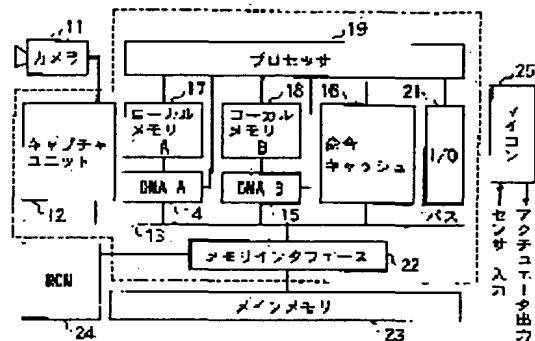 11
カメラ
19
プロセッサ
17
ローカル
メモリ
A
18
ローカル
メモリ
B
16
命令
キャッシュ
21
I/O
25
マイコン
キャプチャ
ユニット
12
DMA A
14
DMA B
15
13
バス
メモリインタフェース
22
センサ入力
アクチュエータ出力
24
メインメモリ
23